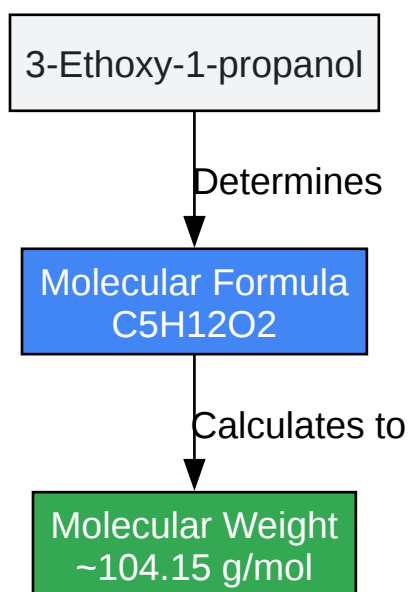 3-Ethoxy-1-propanol
Determines
Molecular Formula
C5H12O2
Calculates to
Molecular Weight
~104.15 g/mol